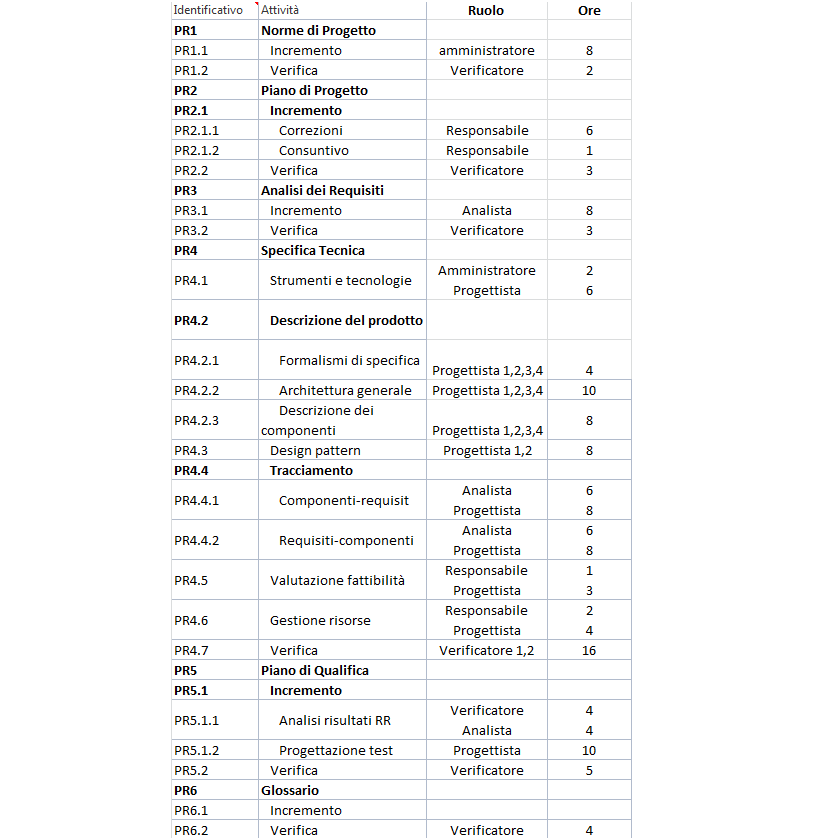 Identificativo Attività Ruolo Ore
PR1 Norme di Progetto
PR1.1 Incremento amministratore 8
PR1.2 Verifica Verificatore 2
PR2 Piano di Progetto
PR2.1 Incremento
PR2.1.1 Correzioni Responsabile 6
PR2.1.2 Consuntivo Responsabile 1
PR2.2 Verifica Verificatore 3
PR3 Analisi dei Requisiti
PR3.1 Incremento Analista 8
PR3.2 Verifica Verificatore 3
PR4 Specifica Tecnica
PR4.1 Strumenti e tecnologie Amministratore 2
Progettista 6
PR4.2 Descrizione del prodotto
PR4.2.1 Formalismi di specifica Progettista 1,2,3,4 4
PR4.2.2 Architettura generale Progettista 1,2,3,4 10
PR4.2.3 Descrizione dei
componenti Progettista 1,2,3,4 8
PR4.3 Design pattern Progettista 1,2 8
PR4.4 Tracciamento
PR4.4.1 Componenti-requisit Analista 6
Progettista 8
PR4.4.2 Requisiti-componenti Analista 6
Progettista 8
PR4.5 Valutazione fattibilità Responsabile 1
Progettista 3
PR4.6 Gestione risorse Responsabile 2
Progettista 4
PR4.7 Verifica Verificatore 1,2 16
PR5 Piano di Qualifica
PR5.1 Incremento
PR5.1.1 Analisi risultati RR Verificatore 4
Analista 4
PR5.1.2 Progettazione test Progettista 10
PR5.2 Verifica Verificatore 5
PR6 Glossario
PR6.1 Incremento
PR6.2 Verifica Verificatore 4